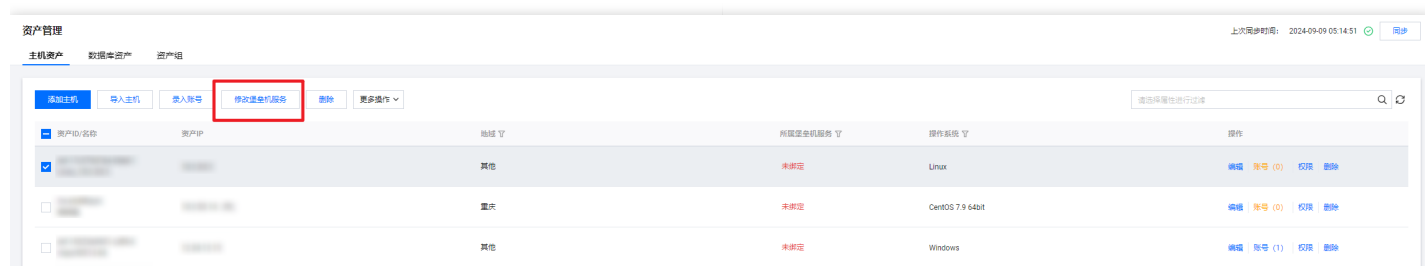 资产管理
上次同步时间： 2024-09-09 05:14:51 同步
主机资产 数据库资产 资产组
添加主机 导入主机 录入账号 修改堡垒机服务 删除 更多操作 请选择属性进行过滤
资产ID/名称 资产IP 地域 所属堡垒机服务 操作系统 操作
其他 未绑定 Linux 编辑 账号 (0) 权限 删除
重庆 未绑定 CentOS 7.9 64bit 编辑 账号 (0) 权限 删除
其他 未绑定 Windows 编辑 账号 (1) 权限 删除